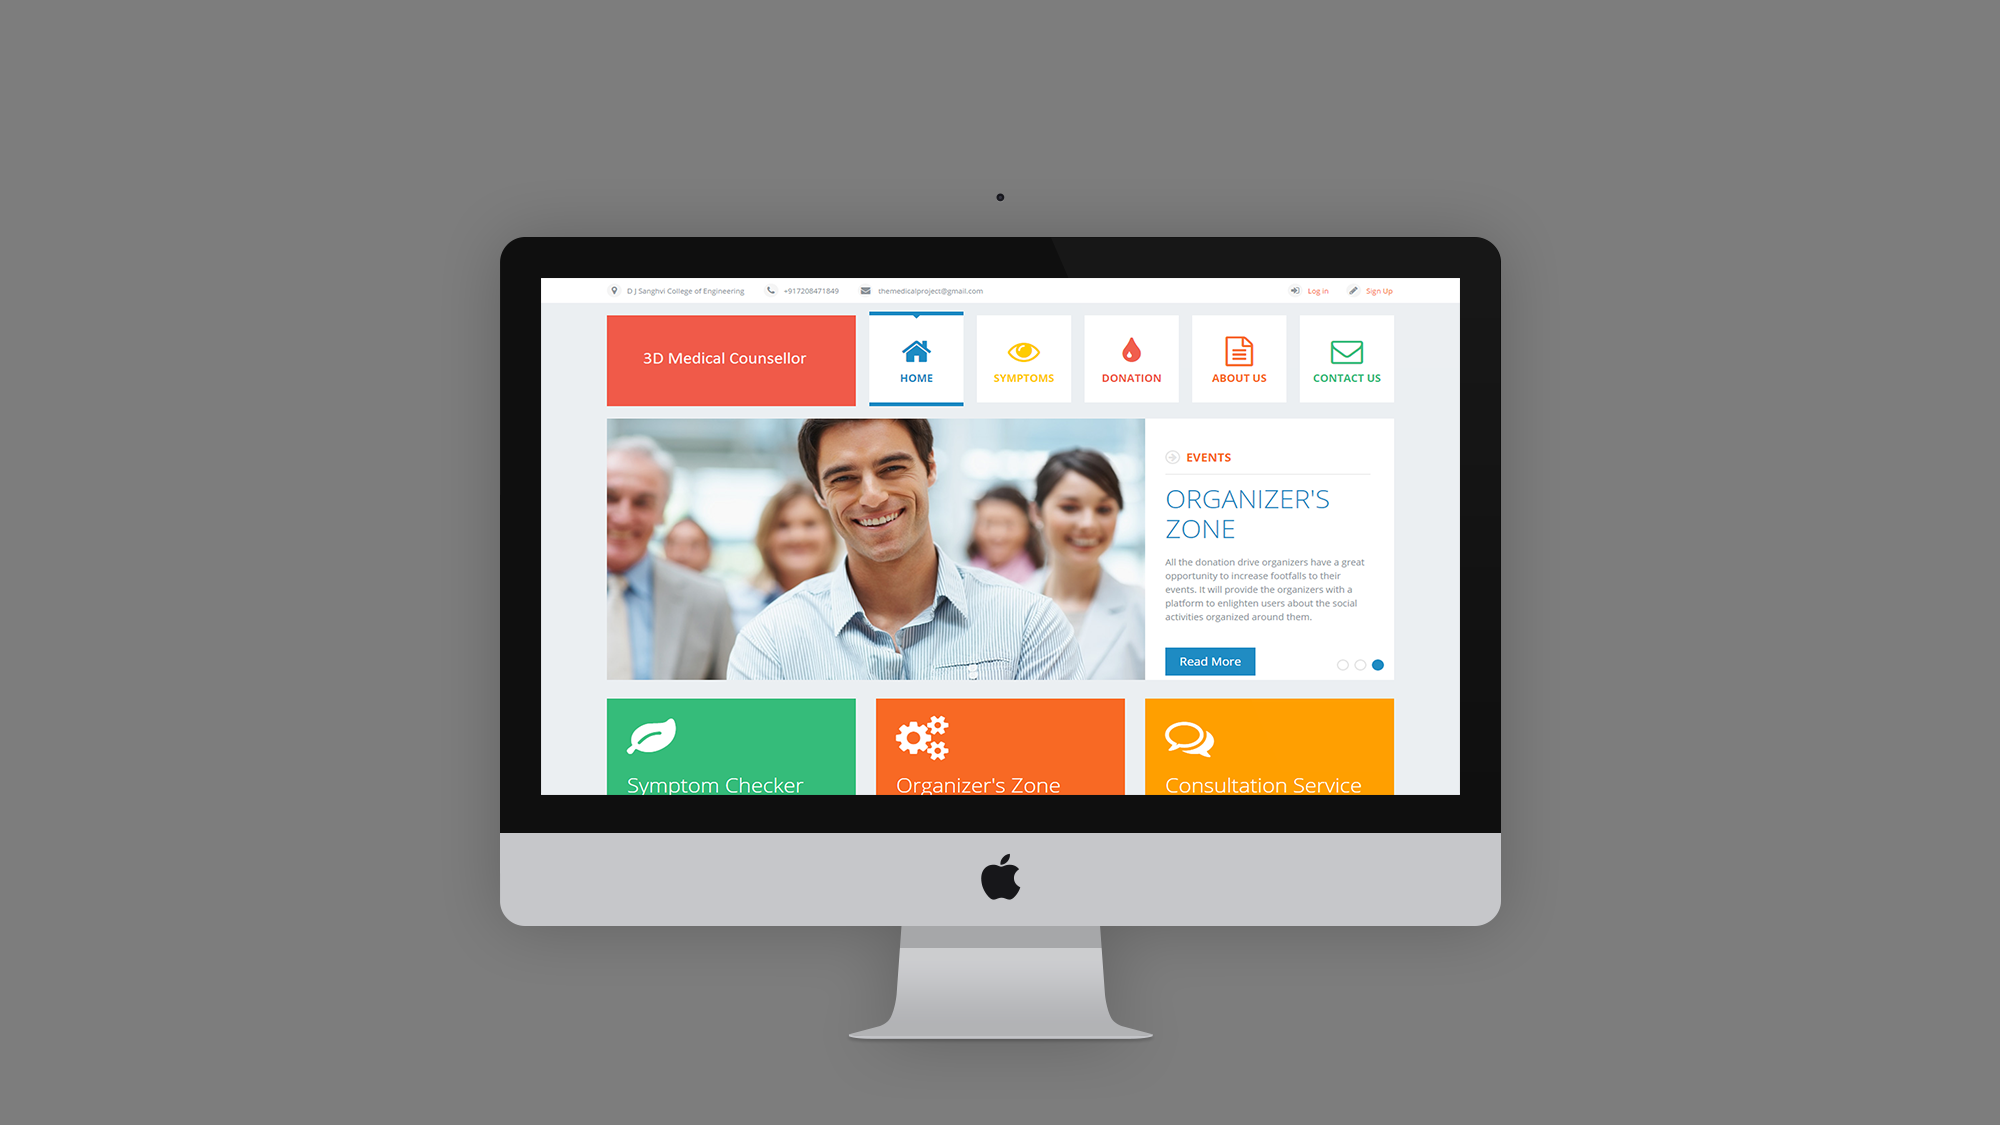 D J Sanghvi College of Engineering
+917208471849
themedicalproject@gmail.com
Log in
Sign Up
3D Medical Counsellor
HOME
SYMPTOMS
DONATION
ABOUT US
CONTACT US
EVENTS
ORGANIZER'S
ZONE
All the donation drive organizers have a great
opportunity to increase footfalls to their
events. It will provide the organizers with a
platform to enlighten users about the social
activities organized around them.
Read More
Symptom Checker
Organizer's Zone
Consultation Service